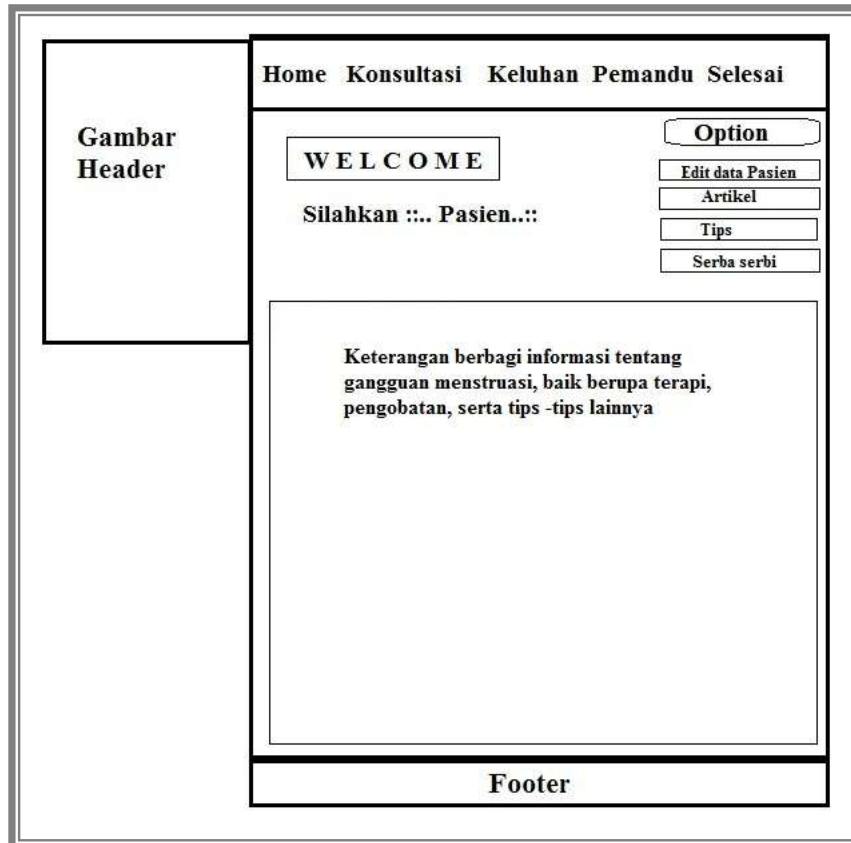 Home Konsultasi Keluhan Pemandu Selesai
Gambar
Header
W E L C O M E
Silahkan ::.. Pasien..::
Option
Edit data Pasien
Artikel
Tips
Serba serbi
Keterangan berbagi informasi tentang
gangguan menstruasi, baik berupa terapi,
pengobatan, serta tips -tips lainnya
Footer